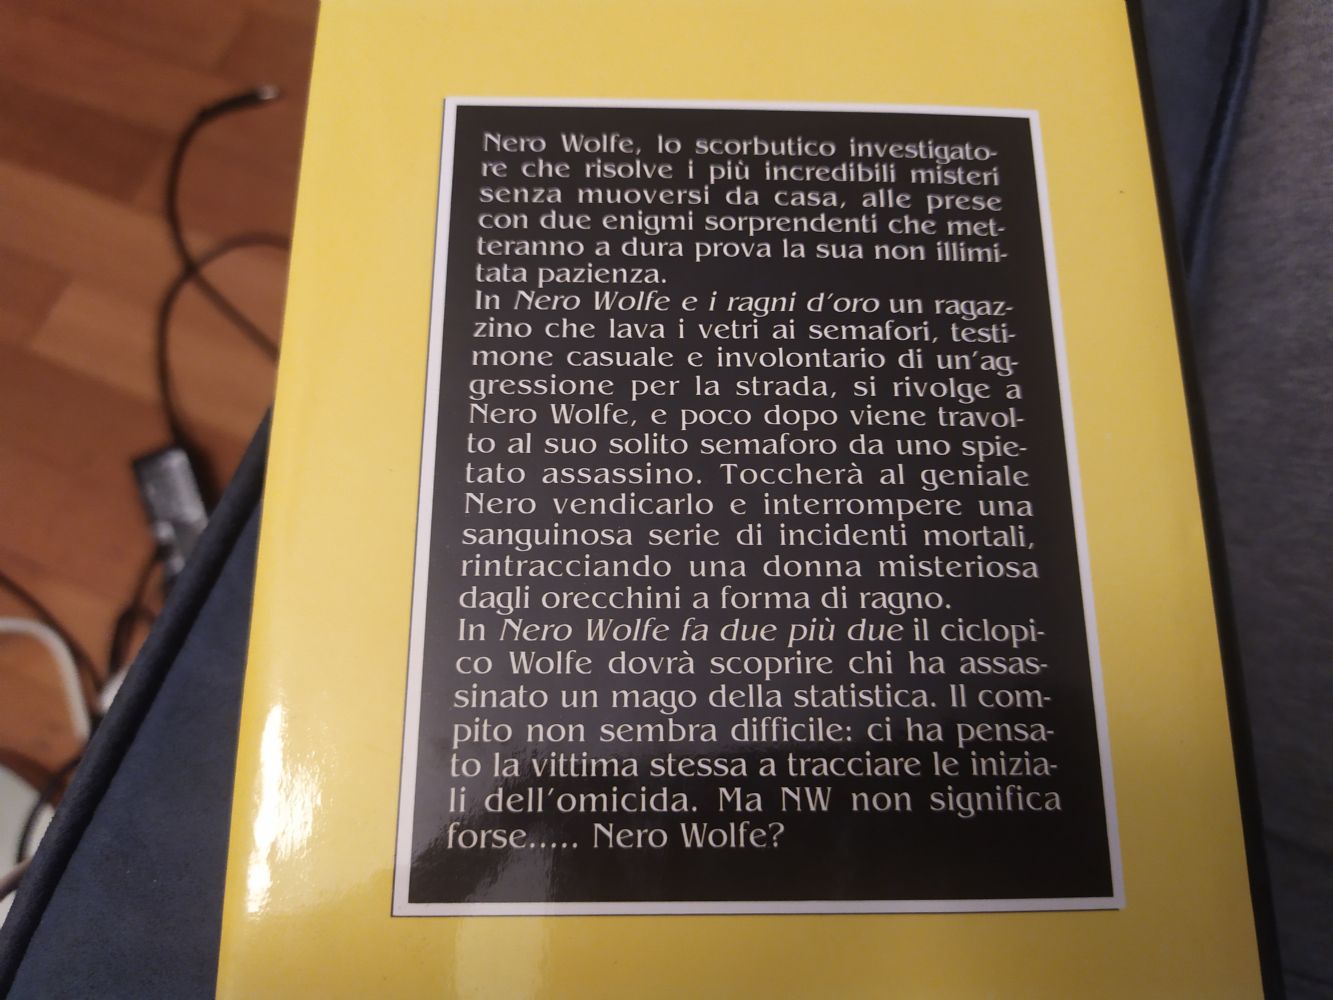 Nero Wolfe, lo scorbutico investigato-
re che risolve i più incredibili misteri
senza muoversi da casa, alle prese
con due enigmi sorprendenti che met-
teranno a dura prova la sua non illimi-
tata pazienza.
In Nero Wolfe e i ragni d'oro un ragaz-
zino che lava i vetri ai semafori, testi-
mone casuale e involontario di un'ag-
gressione per la strada, si rivolge a
Nero Wolfe, e poco dopo viene travol-
to al suo solito semaforo da uno spie-
tato assassino. Toccherà al geniale
Nero vendicarlo e interrompere una
sanguinosa serie di incidenti mortali,
rintracciando una donna misteriosa
dagli orecchini a forma di ragno.
In Nero Wolfe fa due più due il ciclopi-
co Wolfe dovrà scoprire chi ha assas-
sinato un mago della statistica. Il com-
pito non sembra difficile: ci ha pensa-
to la vittima stessa a tracciare le inizia-
li dell'omicida. Ma NW non significa
forse..... Nero Wolfe?